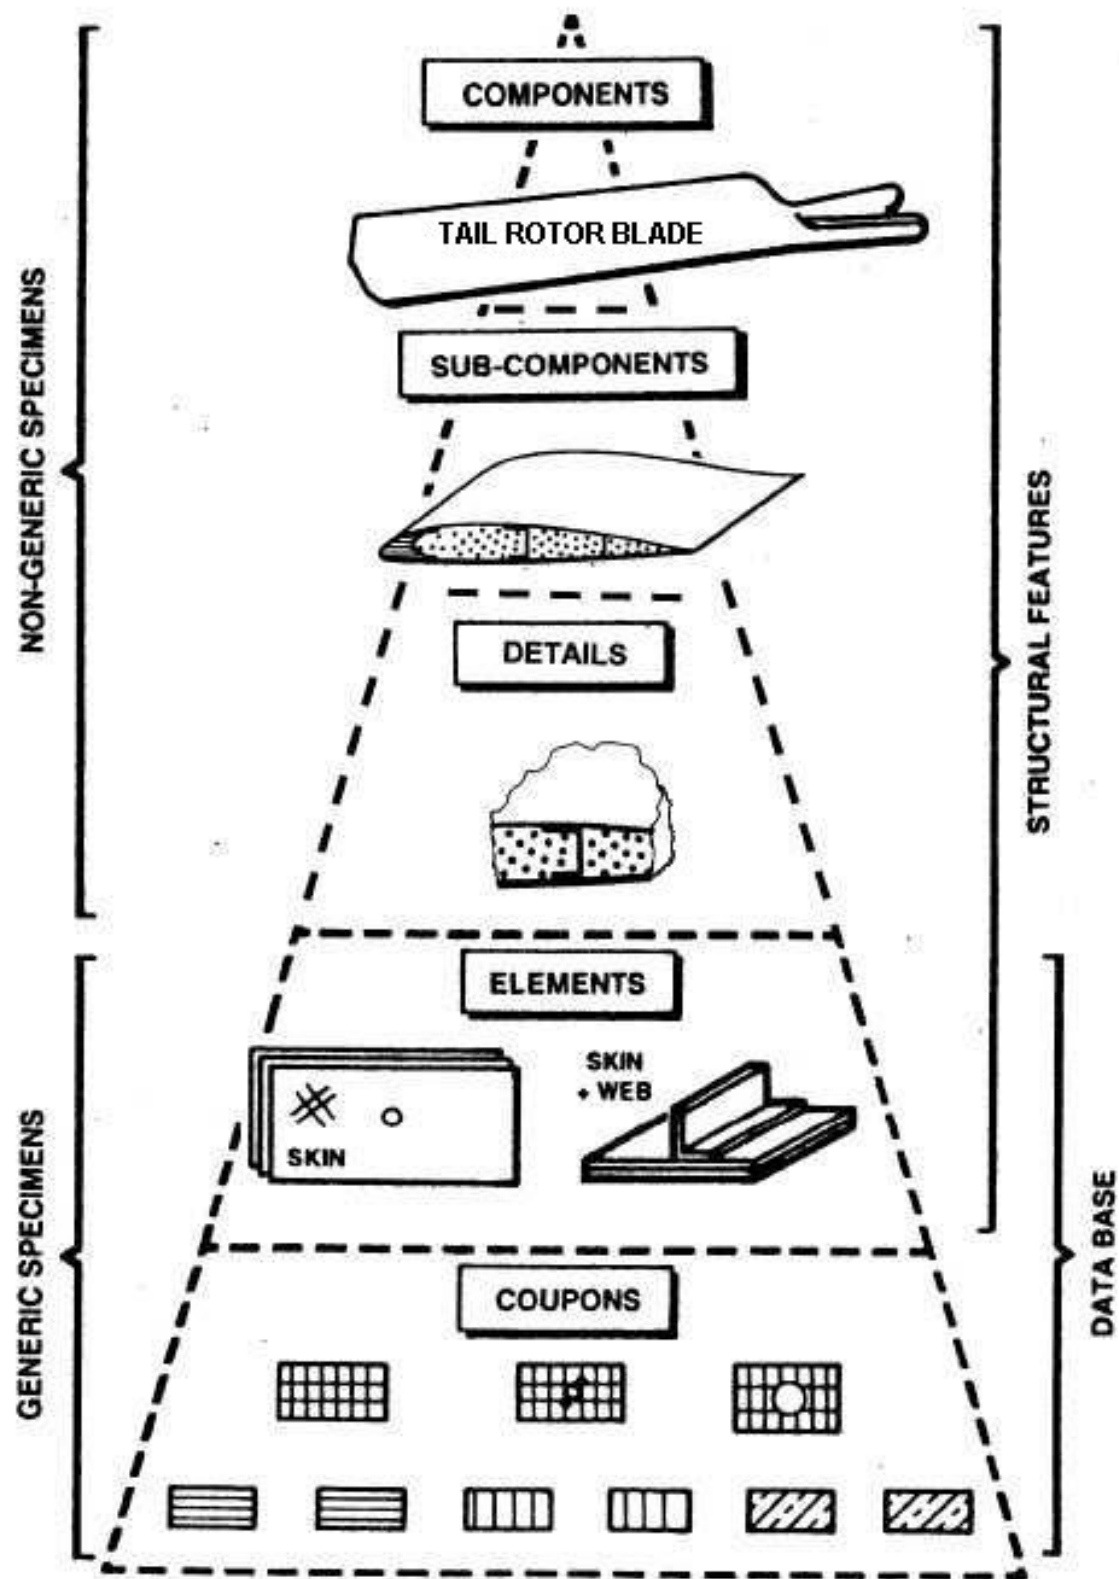 COMPONENTS
TAIL ROTOR BLADE
SUB-COMPONENTS
NON-GENERIC SPECIMENS
STRUCTURAL FEATURES
DETAILS
ELEMENTS
SKIN
+ WEB
SKIN
GENERIC SPECIMENS
DATA BASE
COUPONS